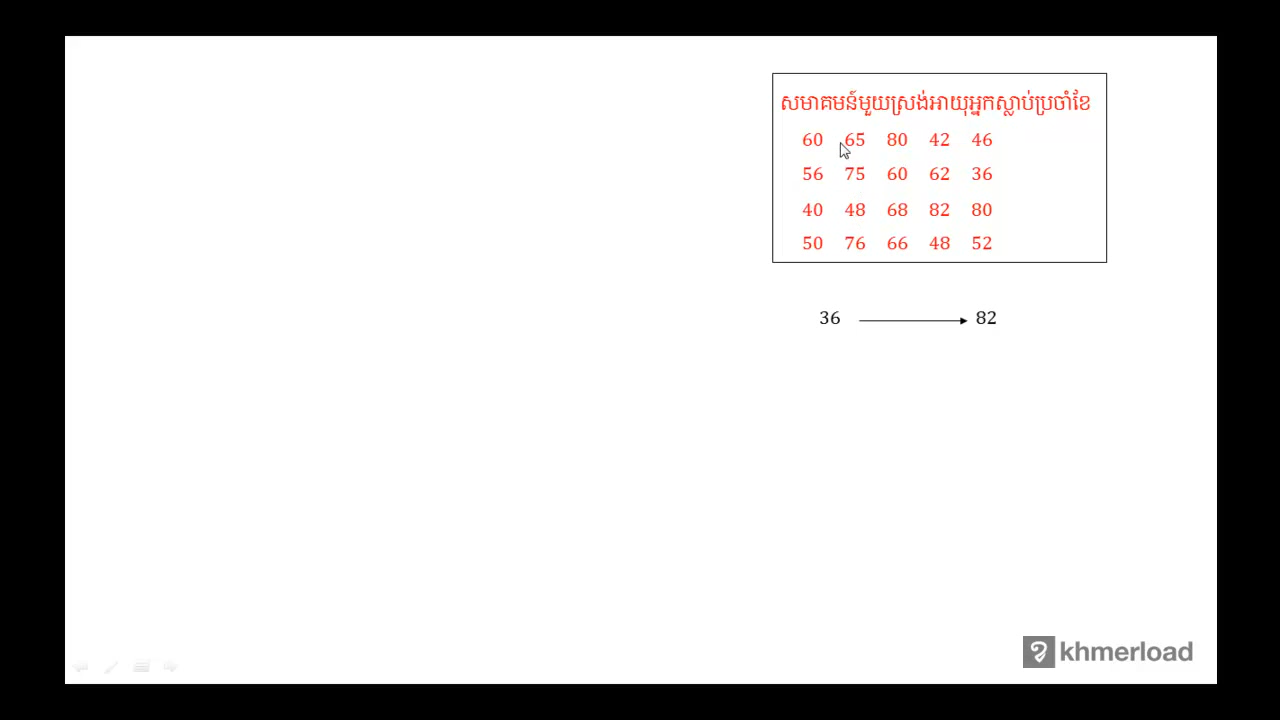 សមាគមន៍មួយស្រង់អាយុអ្នកស្លាប់ប្រចាំខែ
60 65 80 42 46
56 75 60 62 36
40 48 68 82 80
50 76 66 48 52
36 82
khmerload